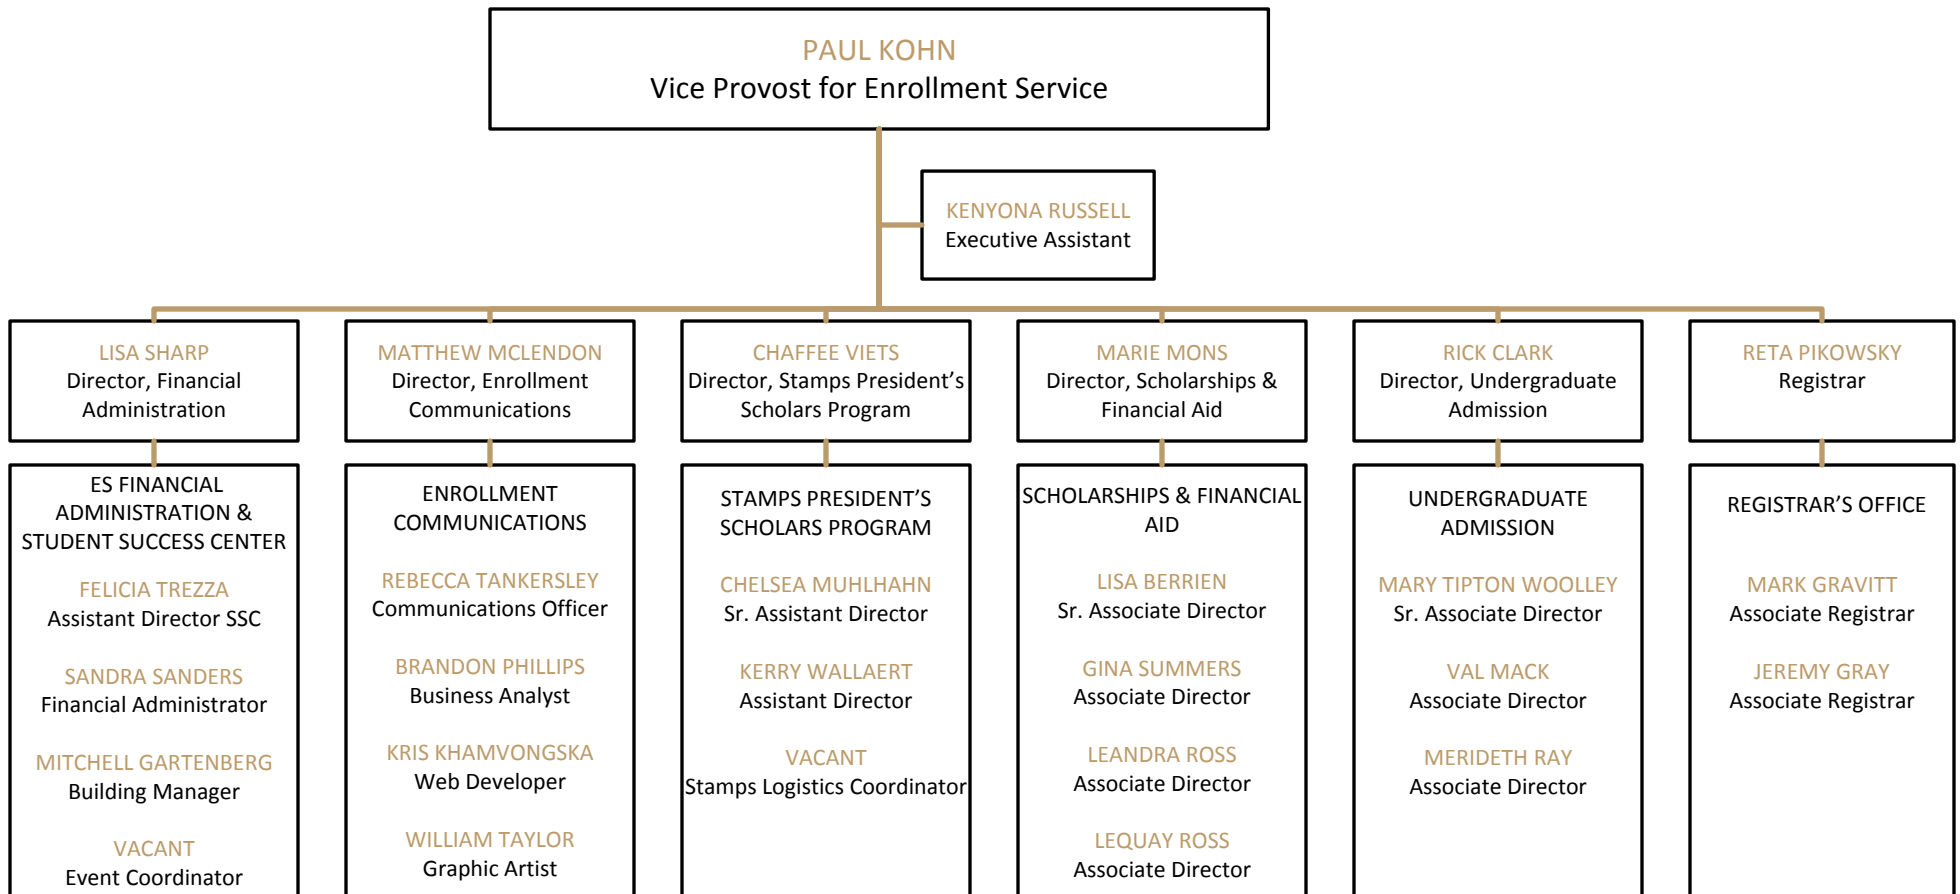 PAUL KOHN
Vice Provost for Enrollment Service
KENYONA RUSSELL
Executive Assistant
LISA SHARP
Director, Financial
Administration
MATTHEW MCLENDON
Director, Enrollment
Communications
CHAFFEE VIETS
Director, Stamps President’s
Scholars Program
MARIE MONS
Director, Scholarships &
Financial Aid
RICK CLARK
Director, Undergraduate
Admission
RETA PIKOWSKY
Registrar
ES FINANCIAL
ADMINISTRATION &
STUDENT SUCCESS CENTER
FELICIA TREZZA
Assistant Director SSC
SANDRA SANDERS
Financial Administrator
MITCHELL GARTENBERG
Building Manager
VACANT
Event Coordinator
ENROLLMENT
COMMUNICATIONS
REBECCA TANKERSLEY
Communications Officer
BRANDON PHILLIPS
Business Analyst
KRIS KHAMVONGSKA
Web Developer
WILLIAM TAYLOR
Graphic Artist
STAMPS PRESIDENT’S
SCHOLARS PROGRAM
CHELSEA MUHLHAHN
Sr. Assistant Director
KERRY WALLAERT
Assistant Director
VACANT
Stamps Logistics Coordinator
SCHOLARSHIPS & FINANCIAL
AID
LISA BERRIEN
Sr. Associate Director
GINA SUMMERS
Associate Director
LEANDRA ROSS
Associate Director
LEQUAY ROSS
Associate Director
UNDERGRADUATE
ADMISSION
MARY TIPTON WOOLLEY
Sr. Associate Director
VAL MACK
Associate Director
MERIDETH RAY
Associate Director
REGISTRAR’S OFFICE
MARK GRAVITT
Associate Registrar
JEREMY GRAY
Associate Registrar